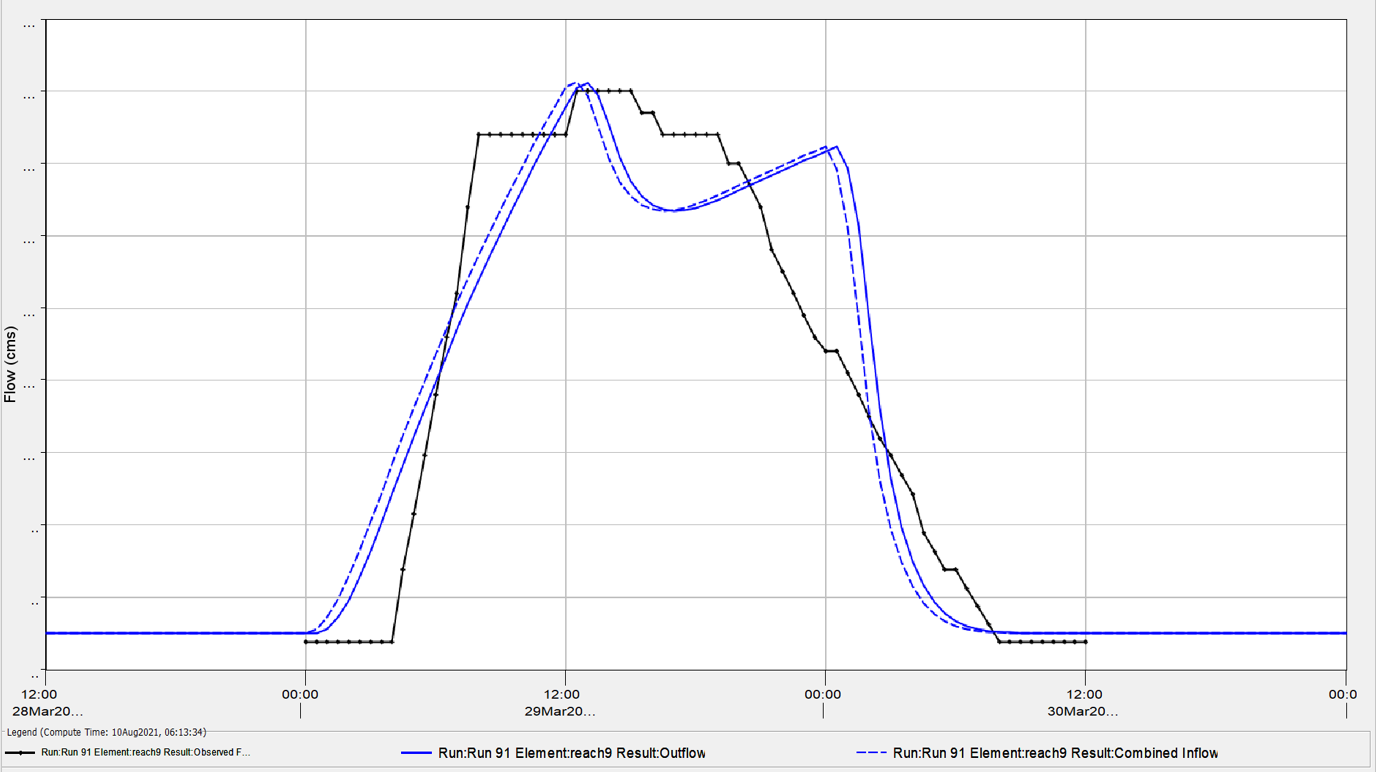 ...
...
...
...
...
...
...
..
..
..
Flow (cms)
12:00 00:00 12:00 00:00 12:00 00:0
28Mar20... 29Mar20... 30Mar20...
Legend (Compute Time: 10Aug2021, 06:13:34)
Run:Run 91 Element:reach9 Result:Observed F... Run:Run 91 Element:reach9 Result:Outflow Run:Run 91 Element:reach9 Result:Combined Inflow